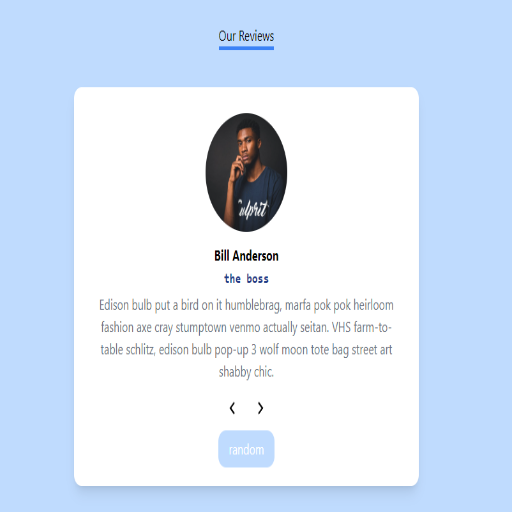 Our Reviews
ulprit
Bill Anderson
the boss
Edison bulb put a bird on it humblebrag, marfa pok pok heirloom
fashion axe cray stumptown venmo actually seitan. VHS farm-to-
table schlitz, edison bulb pop-up 3 wolf moon tote bag street art
shabby chic.
random